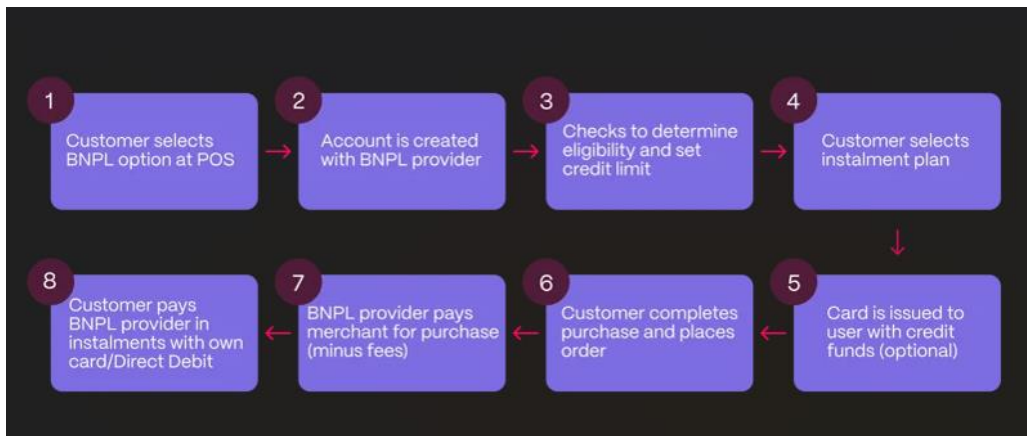 1
Customer selects
BNPL option at POS
2
Account is created
with BNPL provider
3
Checks to determine
eligibility and set
credit limit
4
Customer selects
instalment plan
5
Card is issued to
user with credit
funds (optional)
6
Customer completes
purchase and places
order
7
BNPL provider pays
merchant for purchase
(minus fees)
8
Customer pays
BNPL provider in
instalments with own
card/Direct Debit